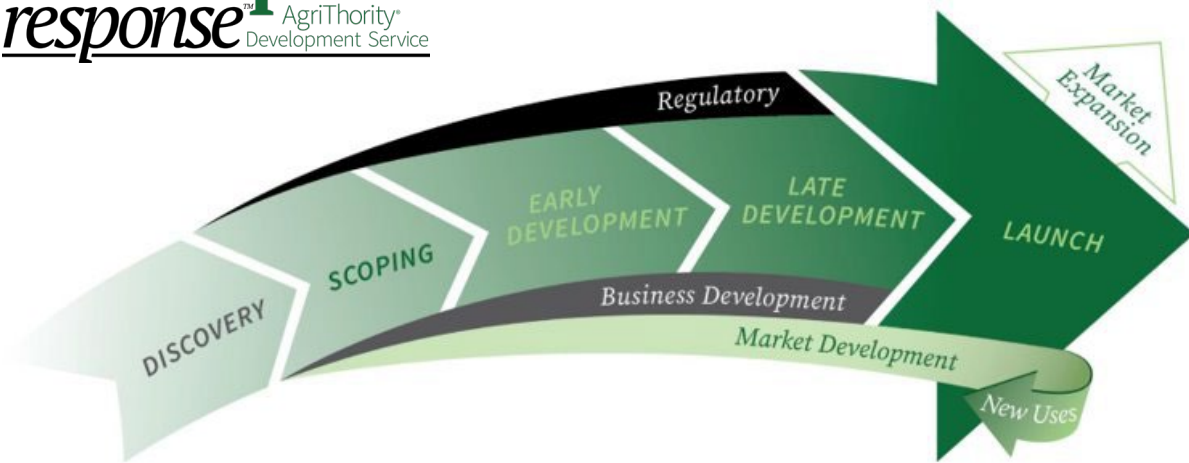 response™ AgriThority®
Development Service
Regulatory
Market
Expansion
EARLY
DEVELOPMENT
LATE
DEVELOPMENT
LAUNCH
SCOPING
DISCOVERY
Business Development
Market Development
New Uses